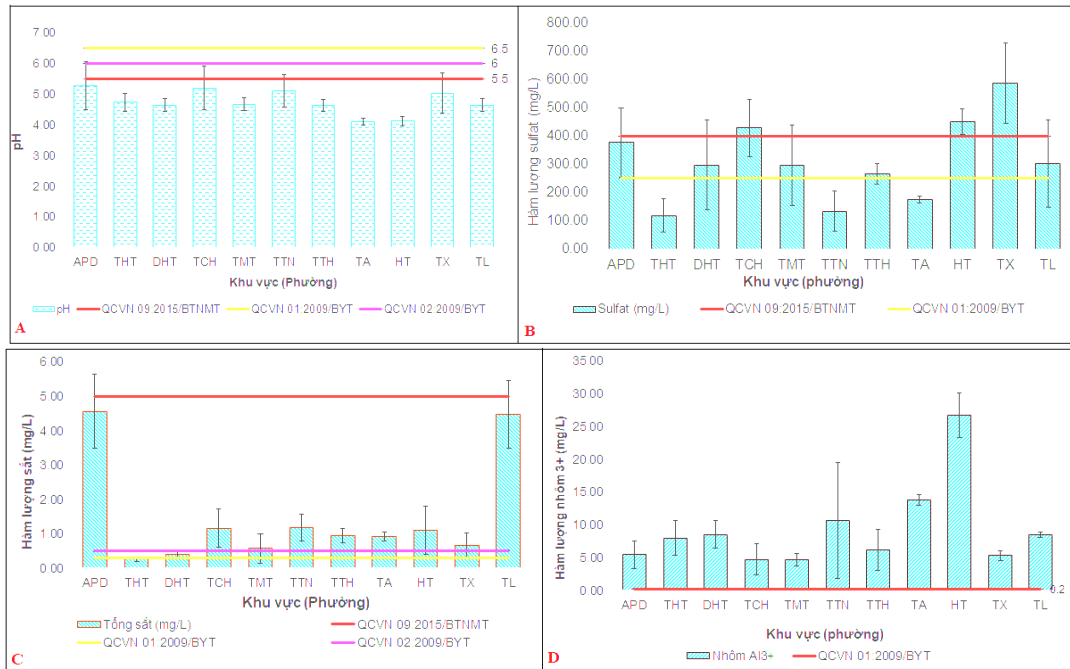 7.00
6.00
5.00
4.00
3.00
2.00
1.00
0.00
pH
6.5
6
5.5
APD THT DHT TCH TMT TTN TTH TA HT TX TL
Khu vực (Phường)
pH QCVN 09:2015/BTNMT QCVN 01:2009/BYT QCVN 02:2009/BYT
A
800.00
700.00
600.00
500.00
400.00
300.00
200.00
100.00
0.00
Hàm lượng sulfat (mg/L)
APD THT DHT TCH TMT TTN TTH TA HT TX TL
Khu vực (phường)
Sulfat (mg/L) QCVN 09:2015/BTNMT QCVN 01:2009/BYT
B
6.00
5.00
4.00
3.00
2.00
1.00
0.00
Hàm lượng sắt (mg/L)
APD THT DHT TCH TMT TTN TTH TA HT TX TL
Khu vực (Phường)
Tổng sắt (mg/L) QCVN 09:2015/BTNMT
QCVN 01:2009/BYT QCVN 02:2009/BYT
C
35.00
30.00
25.00
20.00
15.00
10.00
5.00
0.00
Hàm lượng nhôm 3+ (mg/L)
0.2
APD THT DHT TCH TMT TTN TTH TA HT TX TL
Khu vực (phường)
Nhôm Al3+ QCVN 01:2009/BYT
D